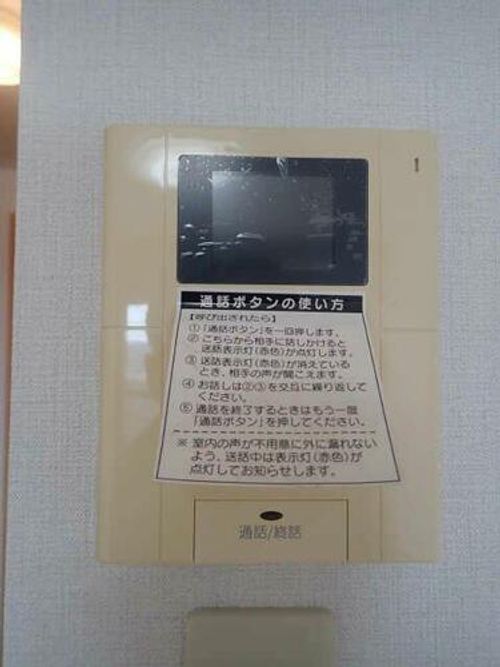 通話ボタンの使い方
【呼び出されたら】
①「通話ボタン」を一回押します。
② こちらから相手に話しかけると
送話表示灯(赤色)が点灯します。
③ 送話表示灯(赤色)が消えている
とき、相手の声が聞こえます。
④ お話しは②③を交互に繰り返して
ください。
⑤ 通話を終了するときはもう一度
「通話ボタン」を押してください。
※ 室内の声が不用意に外に漏れない
よう、送話中は表示灯(赤色)が
点灯してお知らせします。
通話/終話